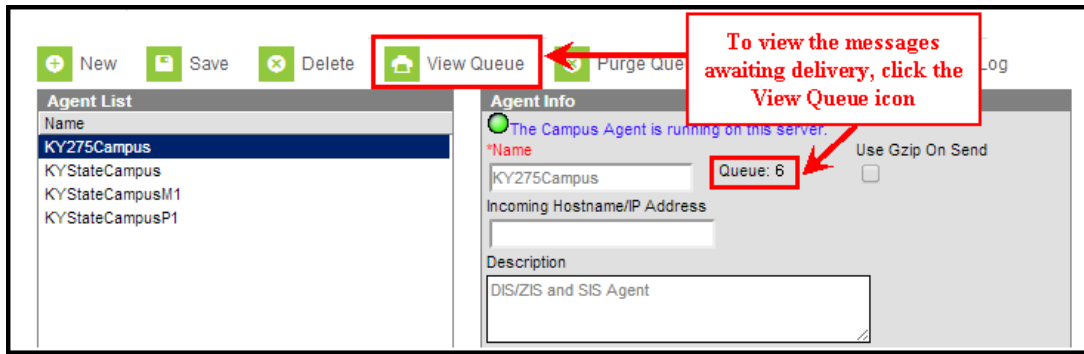 New Save Delete View Queue Purge Que Log
To view the messages
awaiting delivery, click the
View Queue icon
Agent List
Name
KY275Campus
KYStateCampus
KYStateCampusM1
KYStateCampusP1
Agent Info
The Campus Agent is running on this server.
*Name
Use Gzip On Send
KY275Campus
Queue: 6
Incoming Hostname/IP Address
Description
DIS/ZIS and SIS Agent